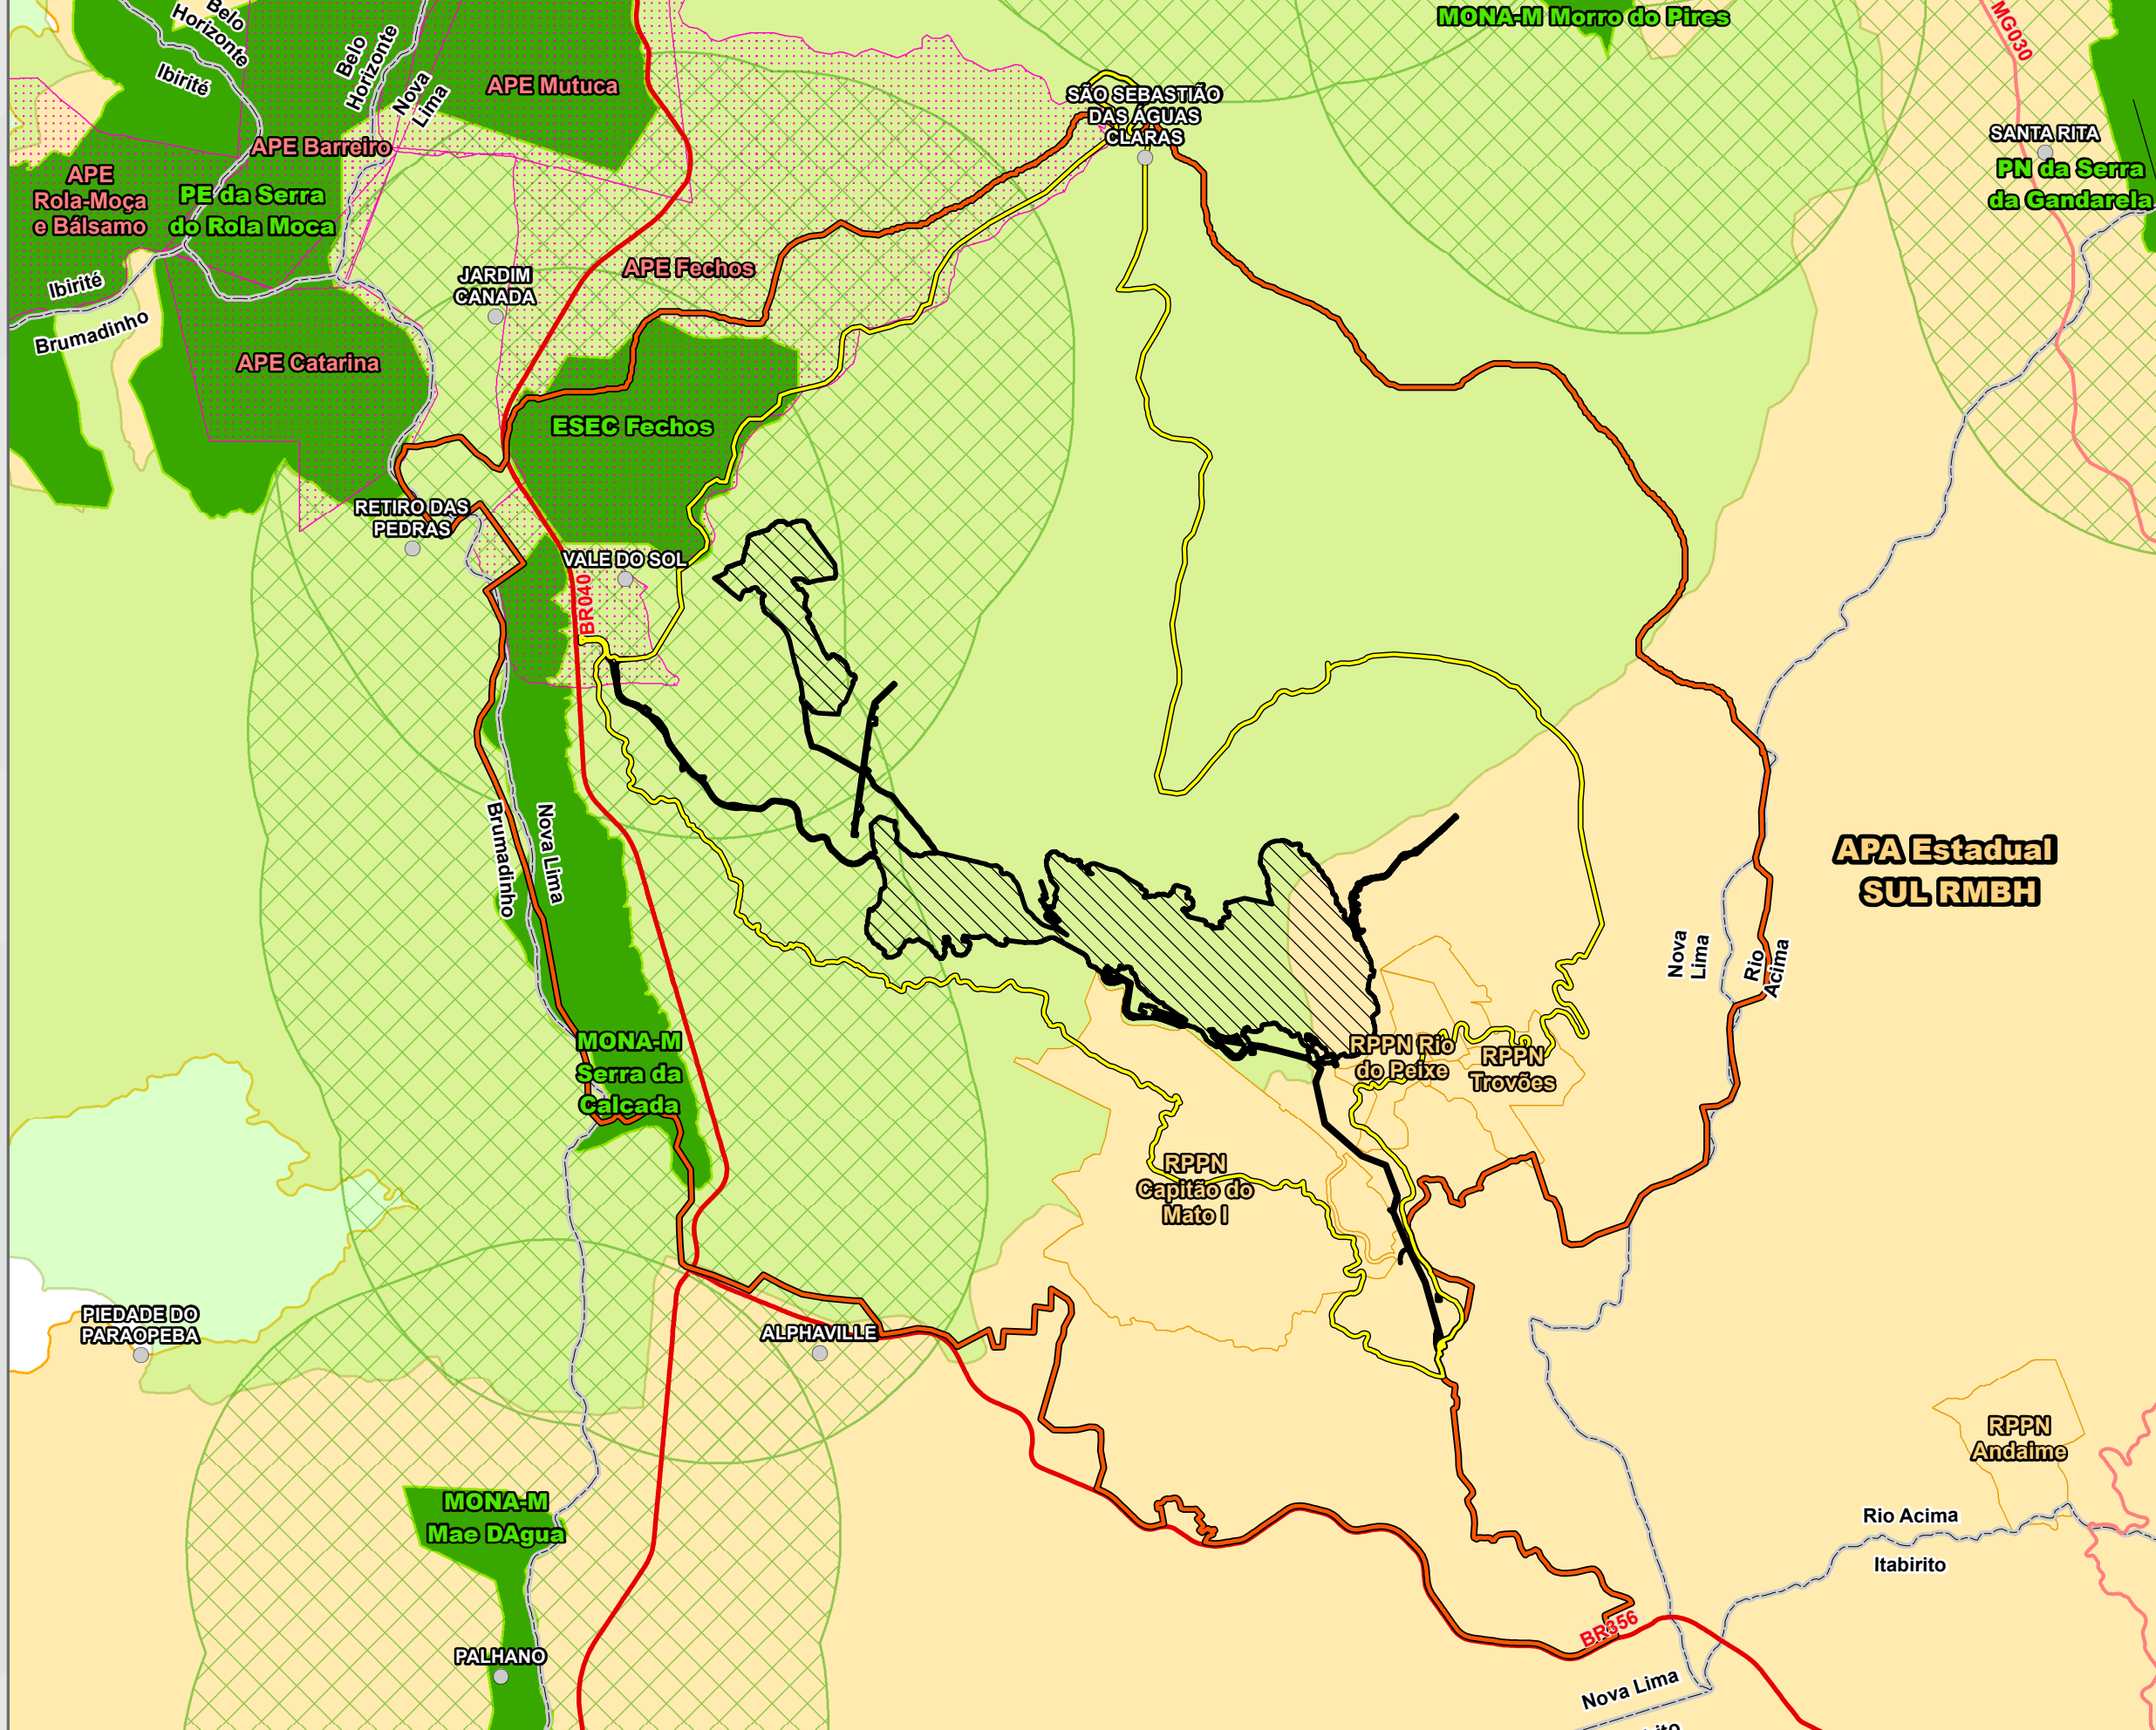 Belo
Horizonte
Ibirité
Belo
Horizonte
Nova
Lima
APE Mutuca
MONA-M Morro do Pires
MG030
SÃO SEBASTIÃO
DAS ÁGUAS
CLARAS
SANTA RITA
PN da Serra
da Gandarela
APE Barreiro
APE
Rola-Moça
e Bálsamo
PE da Serra
do Rola Moca
APE Fechos
JARDIM
CANADA
Ibirité
Brumadinho
APE Catarina
ESEC Fechos
RETIRO DAS
PEDRAS
VALE DO SOL
BR040
Brumadinho
Nova Lima
APA Estadual
SUL RMBH
Nova
Lima
Rio
Acima
MONA-M
Serra da
Calcada
RPPN Rio
do Peixe
RPPN
Trovões
RPPN
Capitão do
Mato I
PIEDADE DO
PARAOPEBA
ALPHAVILLE
RPPN
Andaime
MONA-M
Mae DAgua
Rio Acima
Itabirito
PALHANO
BR356
Nova Lima